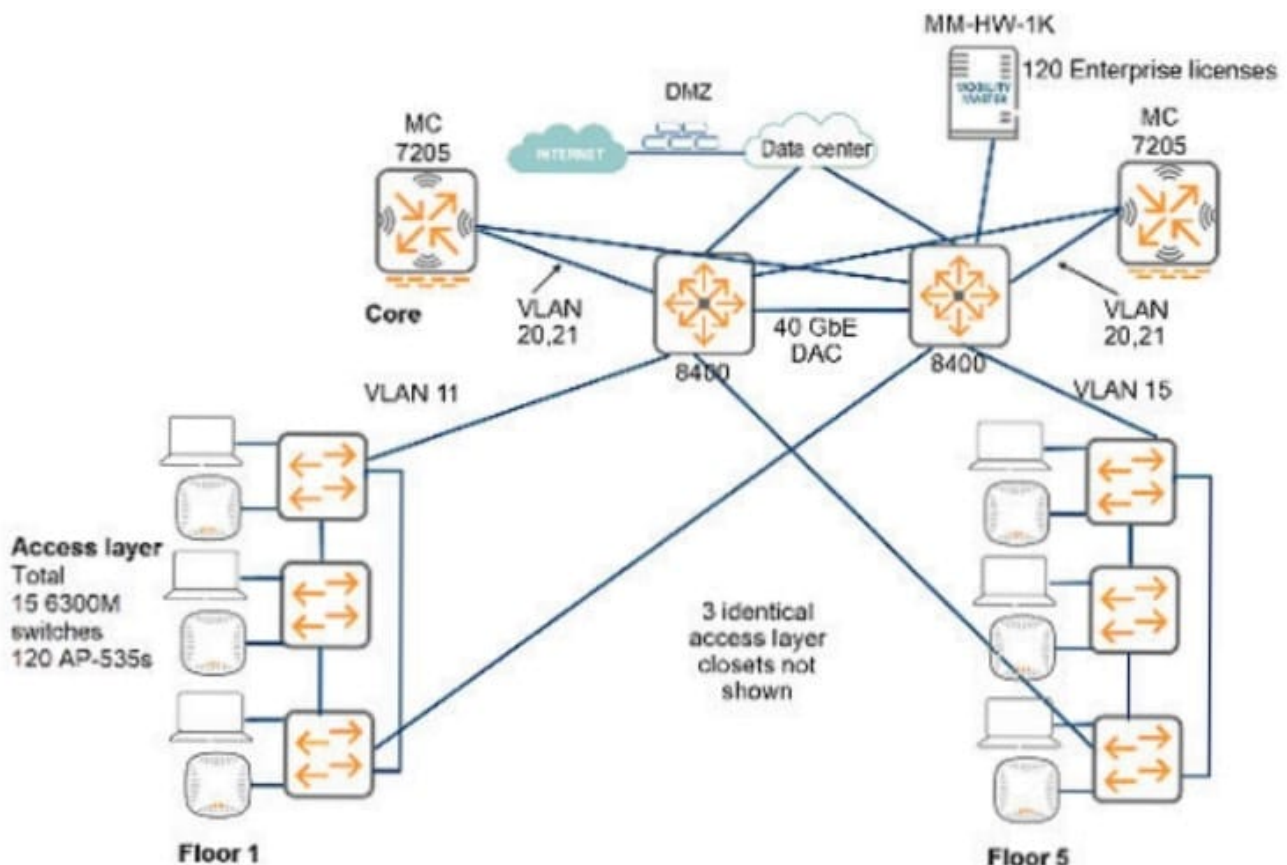 MM-HW-1K
120 Enterprise licenses
MOBILITY
MASTER
DMZ
MC
7205
INTERNET
Data center
MC
7205
Core
VLAN
20,21
40 GbE
DAC
8400
8400
VLAN
20,21
VLAN 11
VLAN 15
Access layer
Total
15 6300M
switches
120 AP-535s
3 identical
access layer
closets not
shown
Floor 1
Floor 5